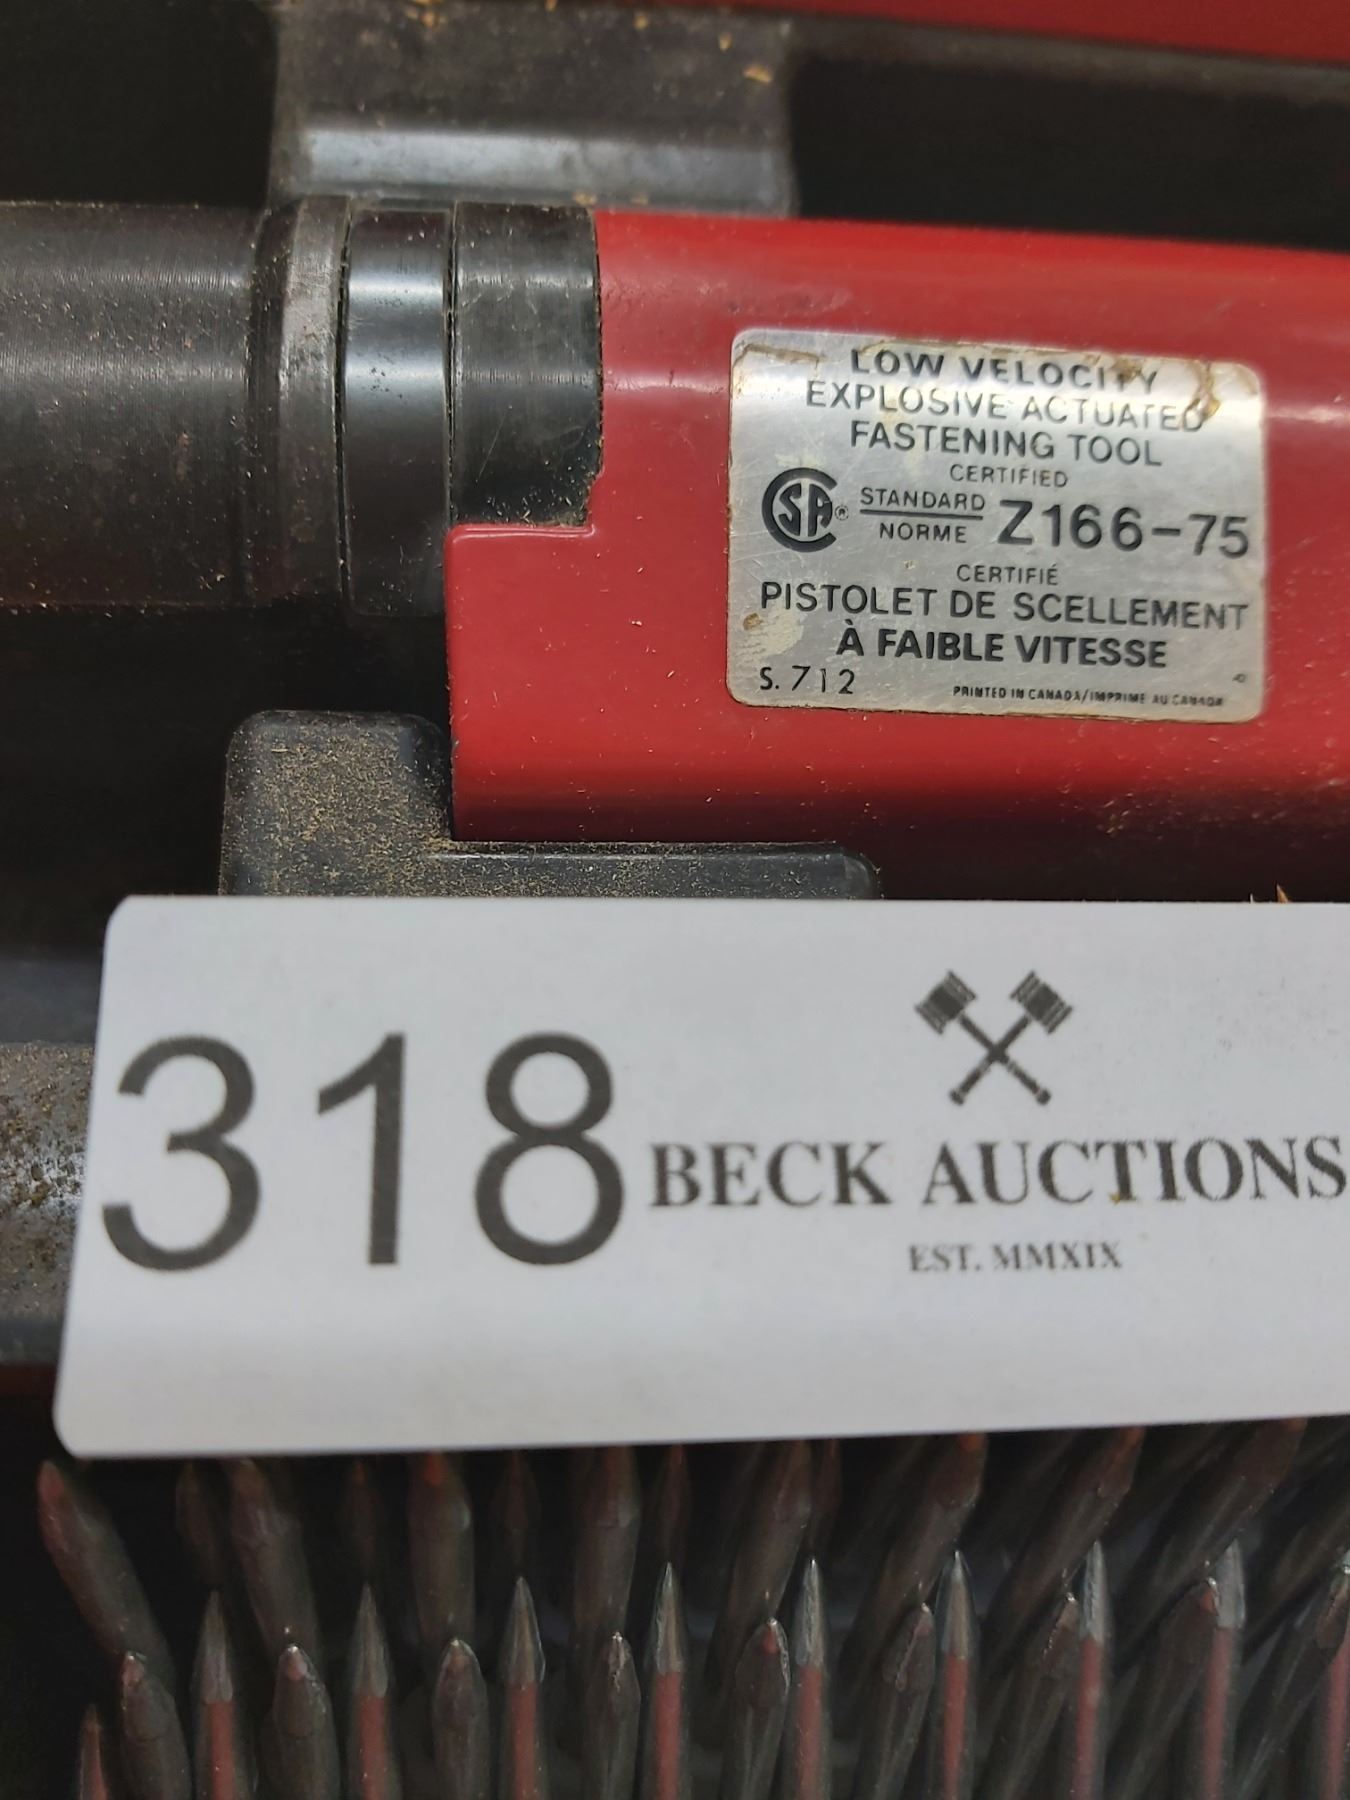 LOW VELOCITY
EXPLOSIVE ACTUATED
FASTENING TOOL
CERTIFIED
CSA ® STANDARD
NORME Z166-75
CERTIFIÉ
PISTOLET DE SCELLEMENT
À FAIBLE VITESSE
S. 712
PRINTED IN CANADA/IMPRIMÉ AU CANADA
318
BECK AUCTIONS
EST. MMXIX